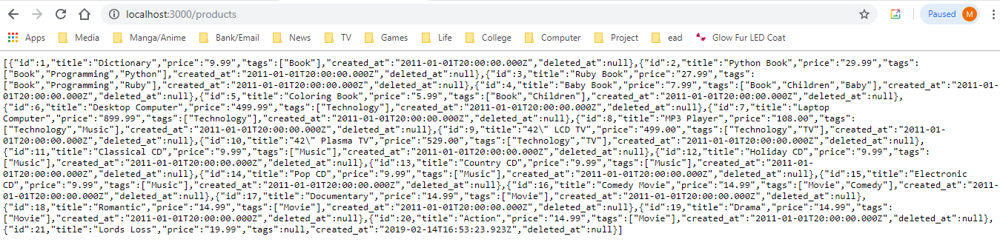 localhost:3000/products
Paused M
Apps Media Manga/Anime Bank/Email News TV Games Life College Computer Project ead Glow Fur LED Coat
[{"id":1,"title":"Dictionary","price":"9.99","tags":["Book"],"created_at":"2011-01-01T20:00:00.000Z","deleted_at":null},{"id":2,"title":"Python Book","price":"29.99","tags":
["Book","Programming","Python"],"created_at":"2011-01-01T20:00:00.000Z","deleted_at":null},{"id":3,"title":"Ruby Book","price":"27.99","tags":
["Book","Programming","Ruby"],"created_at":"2011-01-01T20:00:00.000Z","deleted_at":null},{"id":4,"title":"Baby Book","price":"7.99","tags":["Book","Children","Baby"],"created_at":"2011-01-
01T20:00:00.000Z","deleted_at":null},{"id":5,"title":"Coloring Book","price":"5.99","tags":["Book","Children"],"created_at":"2011-01-01T20:00:00.000Z","deleted_at":null},
{"id":6,"title":"Desktop Computer","price":"499.99","tags":["Technology"],"created_at":"2011-01-01T20:00:00.000Z","deleted_at":null},{"id":7,"title":"Laptop
Computer","price":"899.99","tags":["Technology"],"created_at":"2011-01-01T20:00:00.000Z","deleted_at":null},{"id":8,"title":"MP3 Player","price":"108.00","tags":
["Technology","Music"],"created_at":"2011-01-01T20:00:00.000Z","deleted_at":null},{"id":9,"title":"42\" LCD TV","price":"499.00","tags":["Technology","TV"],"created_at":"2011-01-
01T20:00:00.000Z","deleted_at":null},{"id":10,"title":"42\" Plasma TV","price":"529.00","tags":["Technology","TV"],"created_at":"2011-01-01T20:00:00.000Z","deleted_at":null},
{"id":11,"title":"Classical CD","price":"9.99","tags":["Music"],"created_at":"2011-01-01T20:00:00.000Z","deleted_at":null},{"id":12,"title":"Holiday CD","price":"9.99","tags":
["Music"],"created_at":"2011-01-01T20:00:00.000Z","deleted_at":null},{"id":13,"title":"Country CD","price":"9.99","tags":["Music"],"created_at":"2011-01-
01T20:00:00.000Z","deleted_at":null},{"id":14,"title":"Pop CD","price":"9.99","tags":["Music"],"created_at":"2011-01-01T20:00:00.000Z","deleted_at":null},{"id":15,"title":"Electronic
CD","price":"9.99","tags":["Music"],"created_at":"2011-01-01T20:00:00.000Z","deleted_at":null},{"id":16,"title":"Comedy Movie","price":"14.99","tags":["Movie","Comedy"],"created_at":"2011-
01-01T20:00:00.000Z","deleted_at":null},{"id":17,"title":"Documentary","price":"14.99","tags":["Movie"],"created_at":"2011-01-01T20:00:00.000Z","deleted_at":null},
{"id":18,"title":"Romantic","price":"14.99","tags":["Movie"],"created_at":"2011-01-01T20:00:00.000Z","deleted_at":null},{"id":19,"title":"Drama","price":"14.99","tags":
["Movie"],"created_at":"2011-01-01T20:00:00.000Z","deleted_at":null},{"id":20,"title":"Action","price":"14.99","tags":["Movie"],"created_at":"2011-01-01T20:00:00.000Z","deleted_at":null},
{"id":21,"title":"Lords Loss","price":"19.99","tags":null,"created_at":"2019-02-14T16:53:23.923Z","deleted_at":null}]